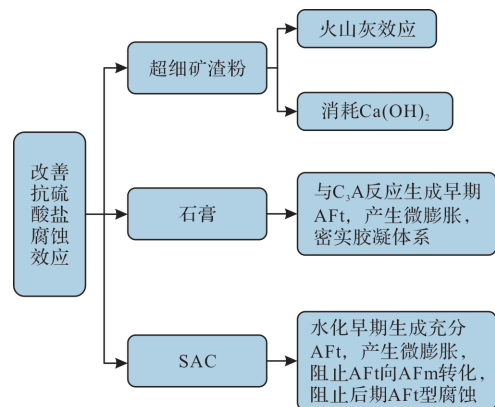 改善
抗硫
酸盐
腐蚀
效应
超细矿渣粉
火山灰效应
消耗Ca(OH)₂
石膏
与C₃A反应生成早期
AFt，产生微膨胀，
密实胶凝体系
SAC
水化早期生成充分
AFt，产生微膨胀，
阻止AFt向AFm转化，
阻止后期AFt型腐蚀